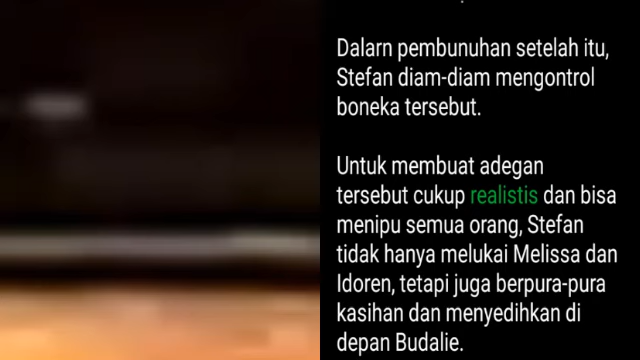 Dalarn pembunuhan setelah itu,
Stefan diam-diam mengontrol
boneka tersebut.
Untuk membuat adegan
tersebut cukup realistis dan bisa
menipu semua orang, Stefan
tidak hanya melukai Melissa dan
Idoren, tetapi juga berpura-pura
kasihan dan menyedihkan di
depan Budalie.